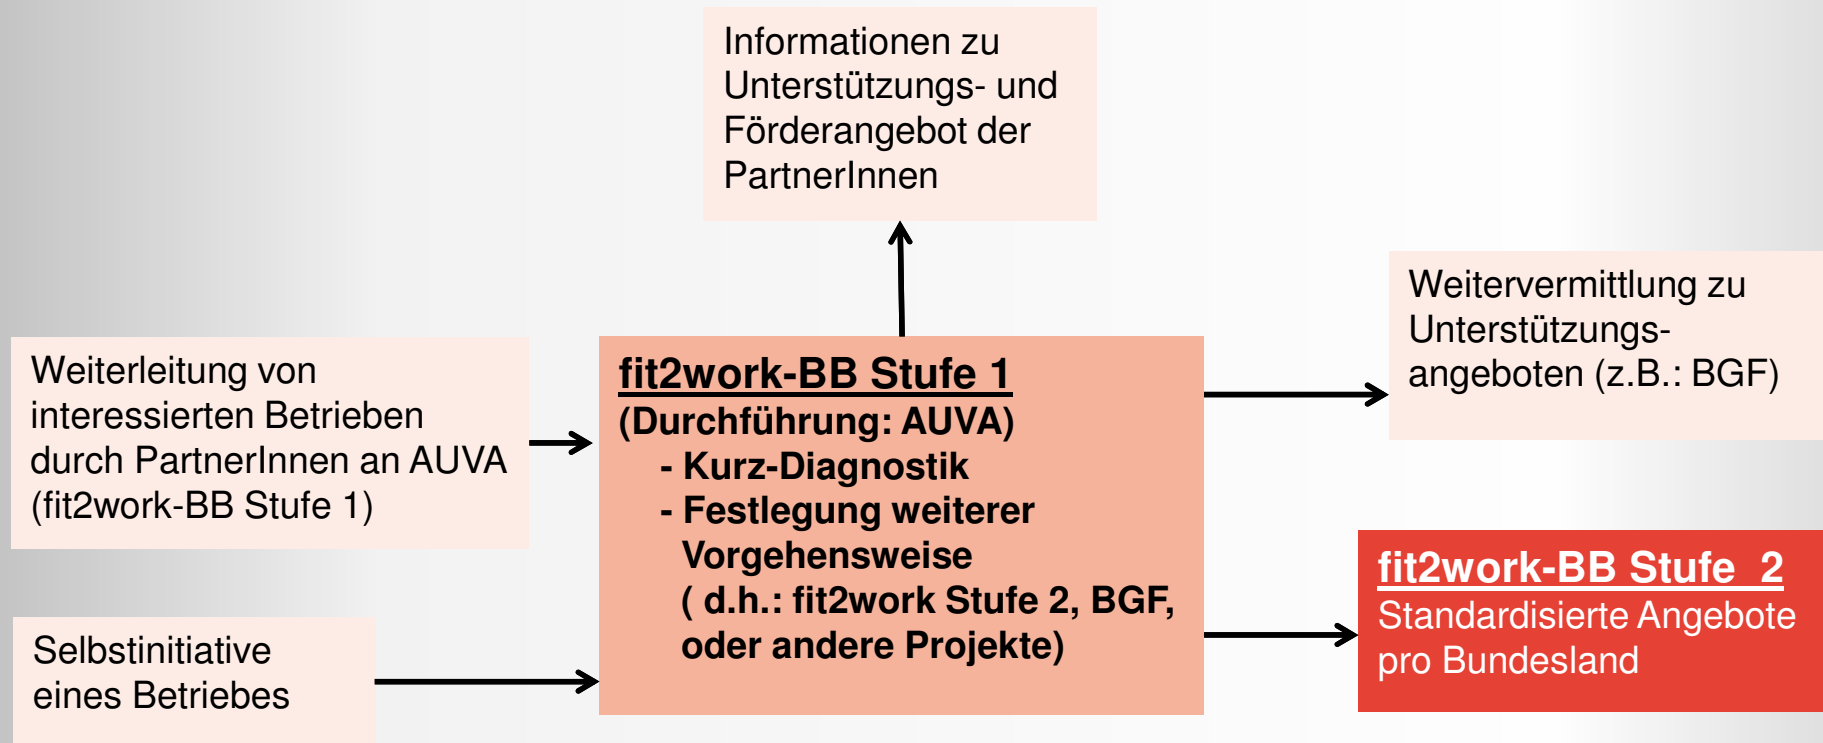 Informationen zu
Unterstützungs- und
Förderangebot der
PartnerInnen
Weiterleitung von
interessierten Betrieben
durch PartnerInnen an AUVA
(fit2work-BB Stufe 1)
Selbstinitiative
eines Betriebes
fit2work-BB Stufe 1
(Durchführung: AUVA)
- Kurz-Diagnostik
- Festlegung weiterer
Vorgehensweise
( d.h.: fit2work Stufe 2, BGF,
oder andere Projekte)
Weitervermittlung zu
Unterstützungs-
angeboten (z.B.: BGF)
fit2work-BB Stufe 2
Standardisierte Angebote
pro Bundesland